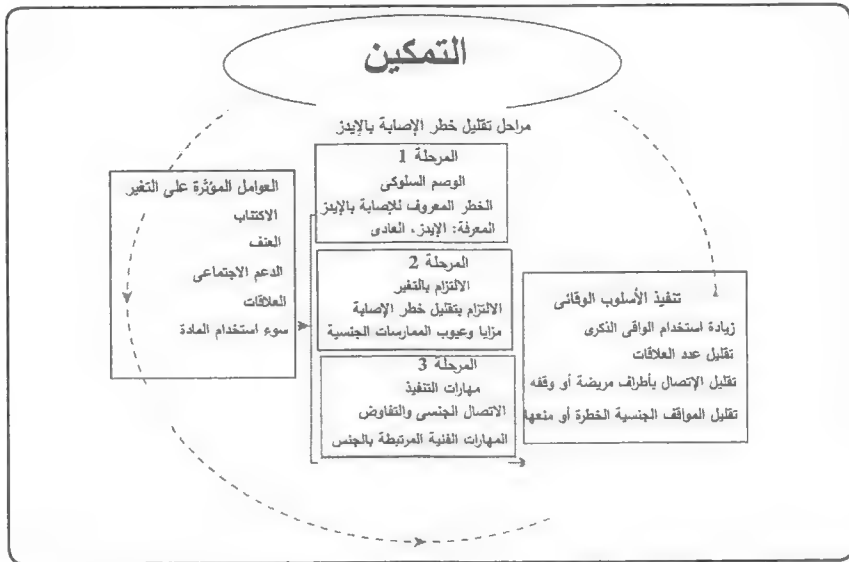 التمكين
مراحل تقليل خطر الإصابة بالإيدز
المرحلة 1
الوصم السلوكى
الخطر المعروف للإصابة بالإيدز
المعرفة: الإيدز، العادى
العوامل المؤثرة على التغير
الاكتئاب
العنف
الدعم الاجتماعى
العلاقات
سوء استخدام المادة
المرحلة 2
الالتزام بالتغير
الالتزام بتقليل خطر الإصابة
مزايا وعيوب الممارسات الجنسية
المرحلة 3
مهارات التنفيذ
الاتصال الجنسى والتفاوض
المهارات الفنية المرتبطة بالجنس
تنفيذ الأسلوب الوقائى
زيادة استخدام الواقى الذكرى
تقليل عدد العلاقات
تقليل الإتصال بأطراف مريضة أو وقفه
تقليل المواقف الجنسية الخطرة أو منعها